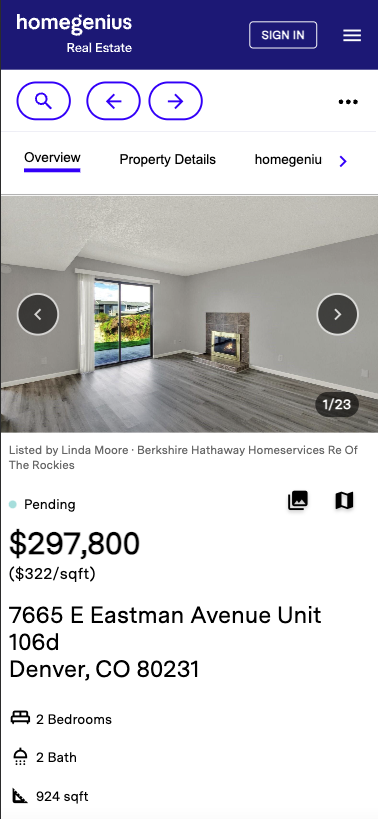 homegenius
Real Estate
SIGN IN
Overview
Property Details
homegeniu
1/23
Listed by Linda Moore · Berkshire Hathaway Homeservices Re Of
The Rockies
Pending
$297,800
($322/sqft)
7665 E Eastman Avenue Unit
106d
Denver, CO 80231
2 Bedrooms
2 Bath
924 sqft